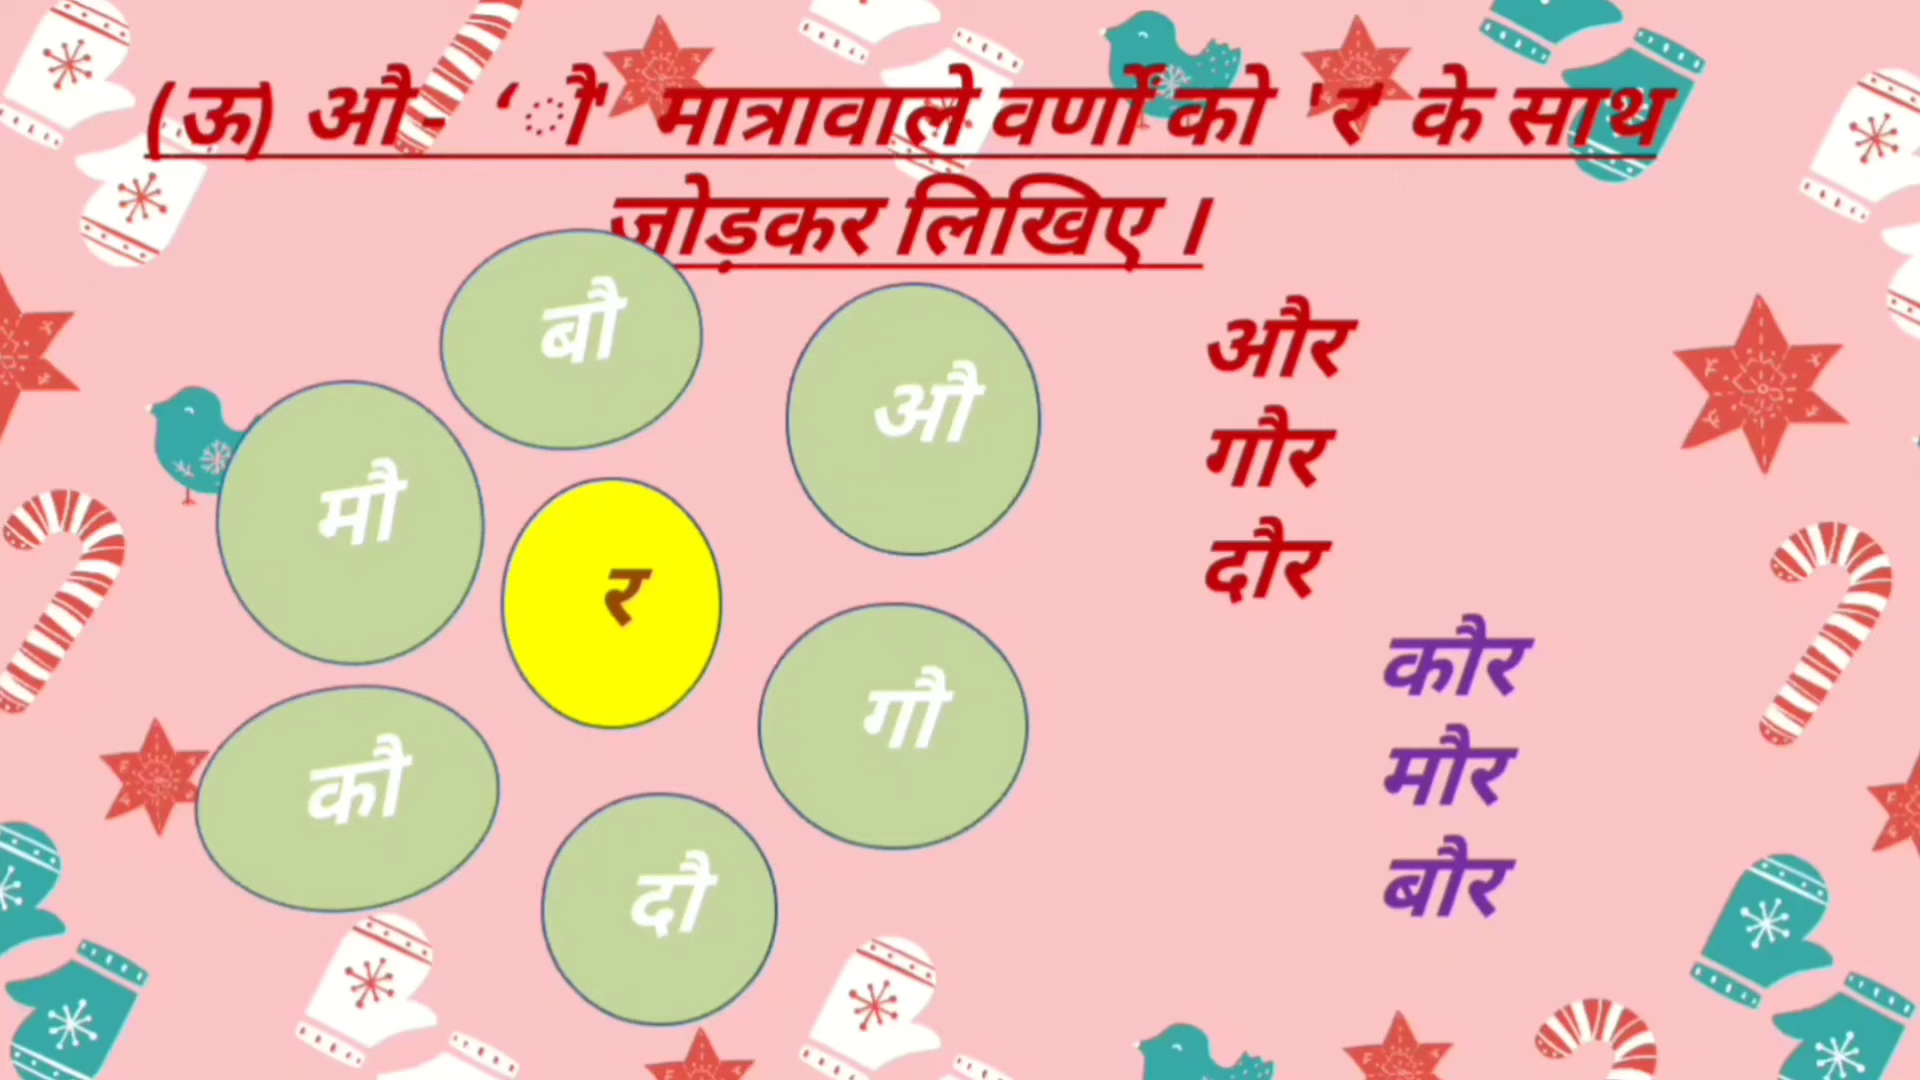 (ऊ) औ- ‘ौ' मात्रावाले वर्णों को 'र' के साथ
जोड़कर लिखिए ।
बौ
औ
मौ
र
गौ
कौ
दौ
और
गौर
दौर
कौर
मौर
बौर